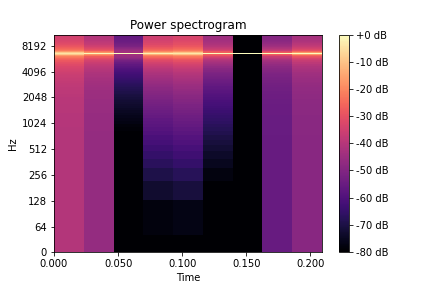 Power spectrogram
Hz
8192
4096
2048
1024
512
256
128
64
0
0.000 0.050 0.100 0.150 0.200
Time
+0 dB
-10 dB
-20 dB
-30 dB
-40 dB
-50 dB
-60 dB
-70 dB
-80 dB